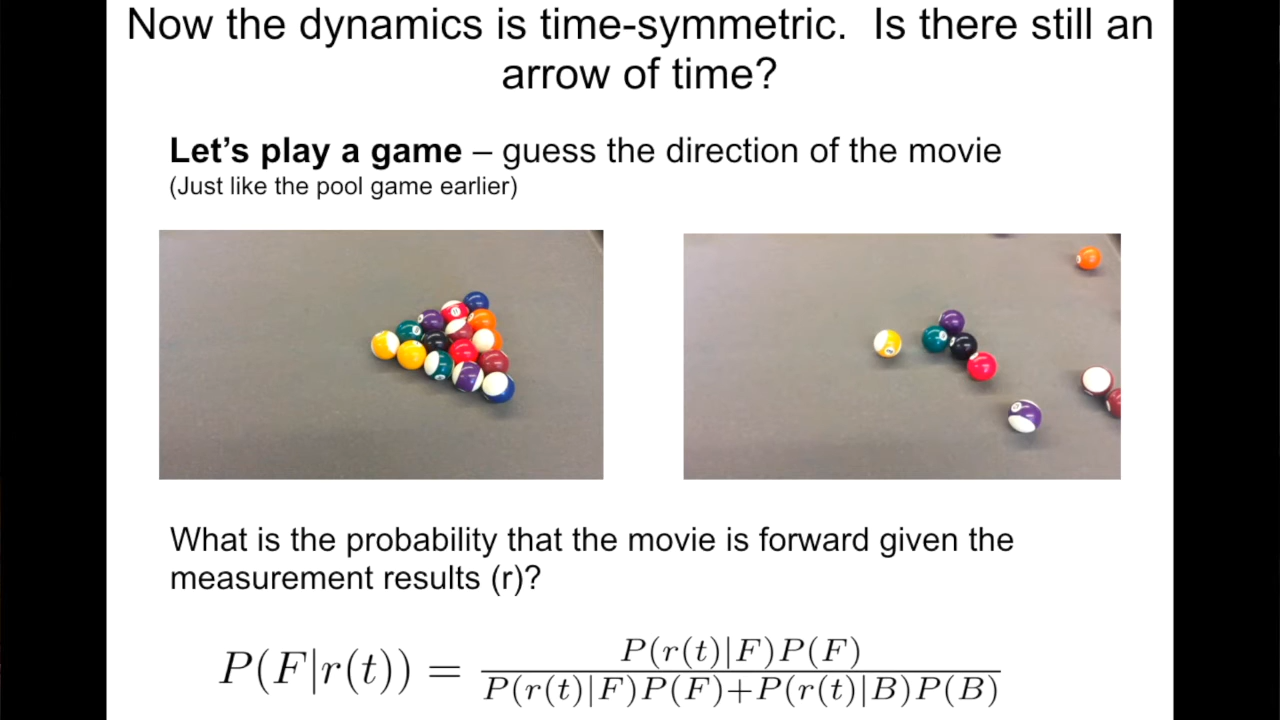 Now the dynamics is time-symmetric.  Is there still an
arrow of time?
Let's play a game – guess the direction of the movie
(Just like the pool game earlier)
What is the probability that the movie is forward given the
measurement results (r)?
P(F|r(t)) = P(r(t)|F)P(F) / P(r(t)|F)P(F)+P(r(t)|B)P(B)